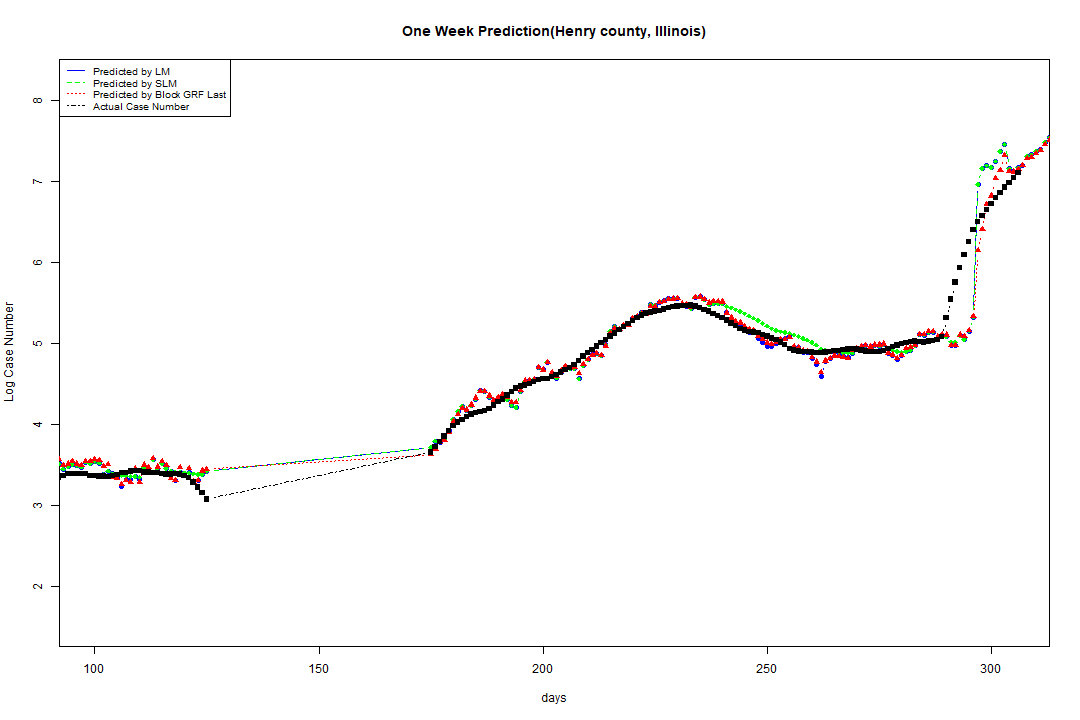 One Week Prediction(Henry county, Illinois)
Predicted by LM
Predicted by SLM
Predicted by Block GRF Last
Actual Case Number
8
7
6
5
4
3
2
Log Case Number
100 150 200 250 300
days